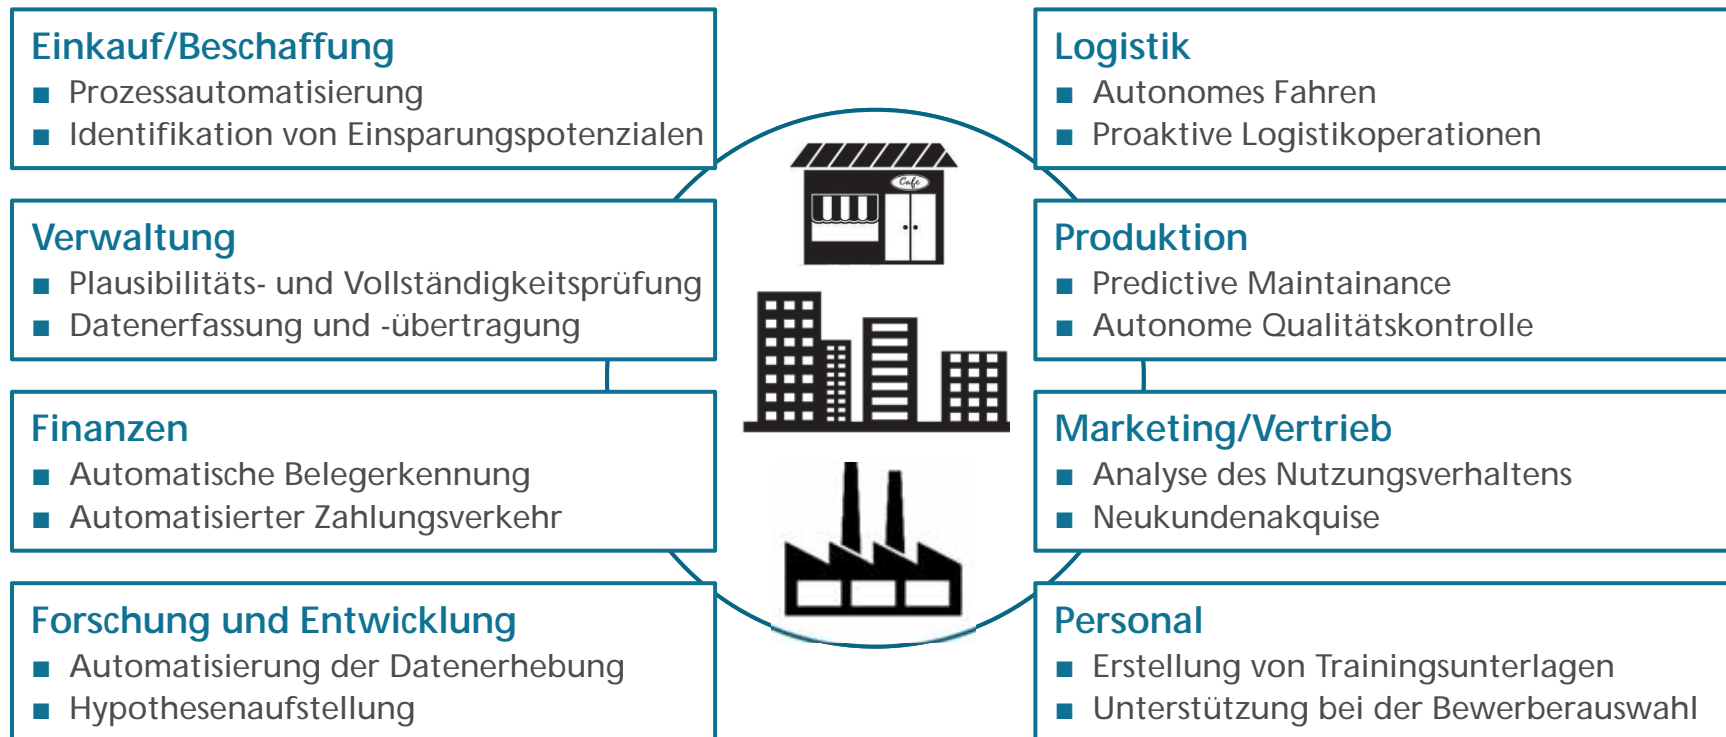 Einkauf/Beschaffung
■ Prozessautomatisierung
■ Identifikation von Einsparungspotenzialen
Verwaltung
■ Plausibilitäts- und Vollständigkeitsprüfung
■ Datenerfassung und -übertragung
Finanzen
■ Automatische Belegerkennung
■ Automatisierter Zahlungsverkehr
Forschung und Entwicklung
■ Automatisierung der Datenerhebung
■ Hypothesenaufstellung
Cafe
Logistik
■ Autonomes Fahren
■ Proaktive Logistikoperationen
Produktion
■ Predictive Maintainance
■ Autonome Qualitätskontrolle
Marketing/Vertrieb
■ Analyse des Nutzungsverhaltens
■ Neukundenakquise
Personal
■ Erstellung von Trainingsunterlagen
■ Unterstützung bei der Bewerberauswahl